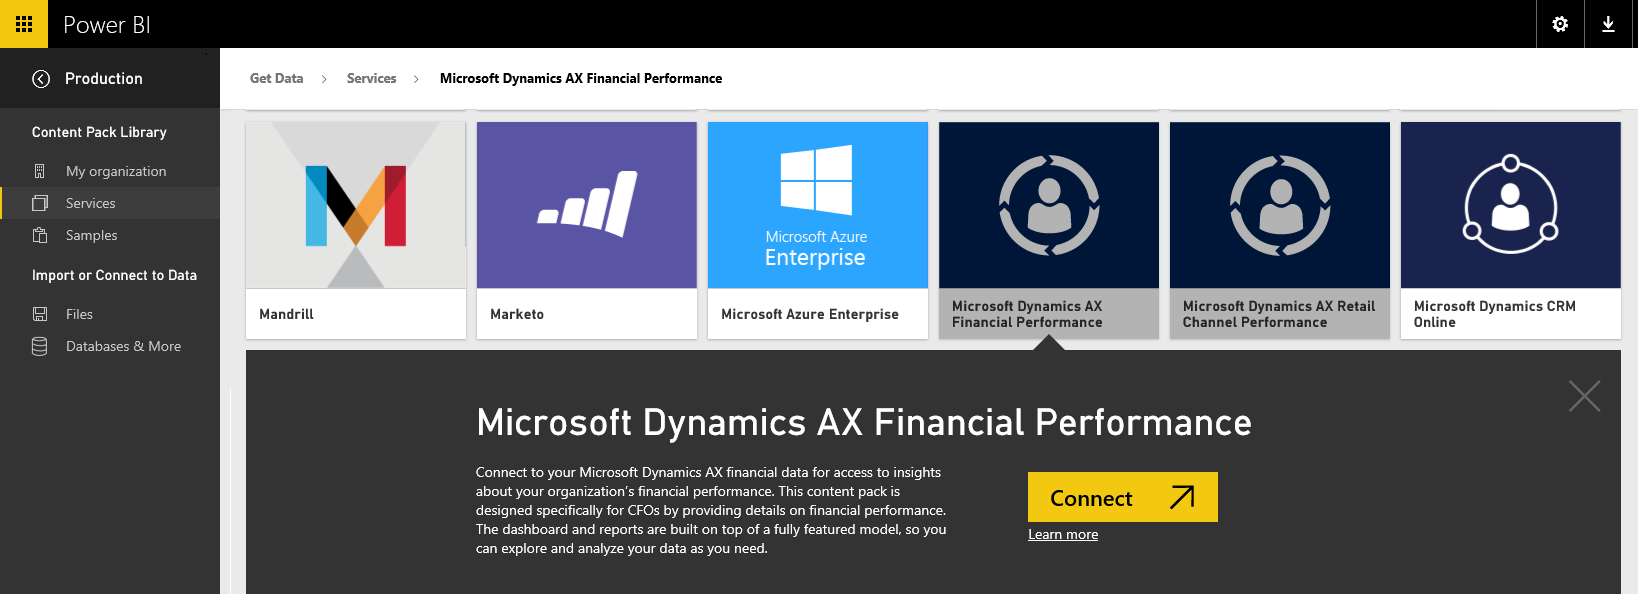 Power BI
Production
Get Data > Services > Microsoft Dynamics AX Financial Performance
Content Pack Library
My organization
Services
Samples
Import or Connect to Data
Files
Databases & More
Microsoft Azure
Enterprise
Mandrill
Marketo
Microsoft Azure Enterprise
Microsoft Dynamics AX
Financial Performance
Microsoft Dynamics AX Retail
Channel Performance
Microsoft Dynamics CRM
Online
Microsoft Dynamics AX Financial Performance
Connect to your Microsoft Dynamics AX financial data for access to insights
about your organization's financial performance. This content pack is
designed specifically for CFOs by providing details on financial performance.
The dashboard and reports are built on top of a fully featured model, so you
can explore and analyze your data as you need.
Connect
Learn more